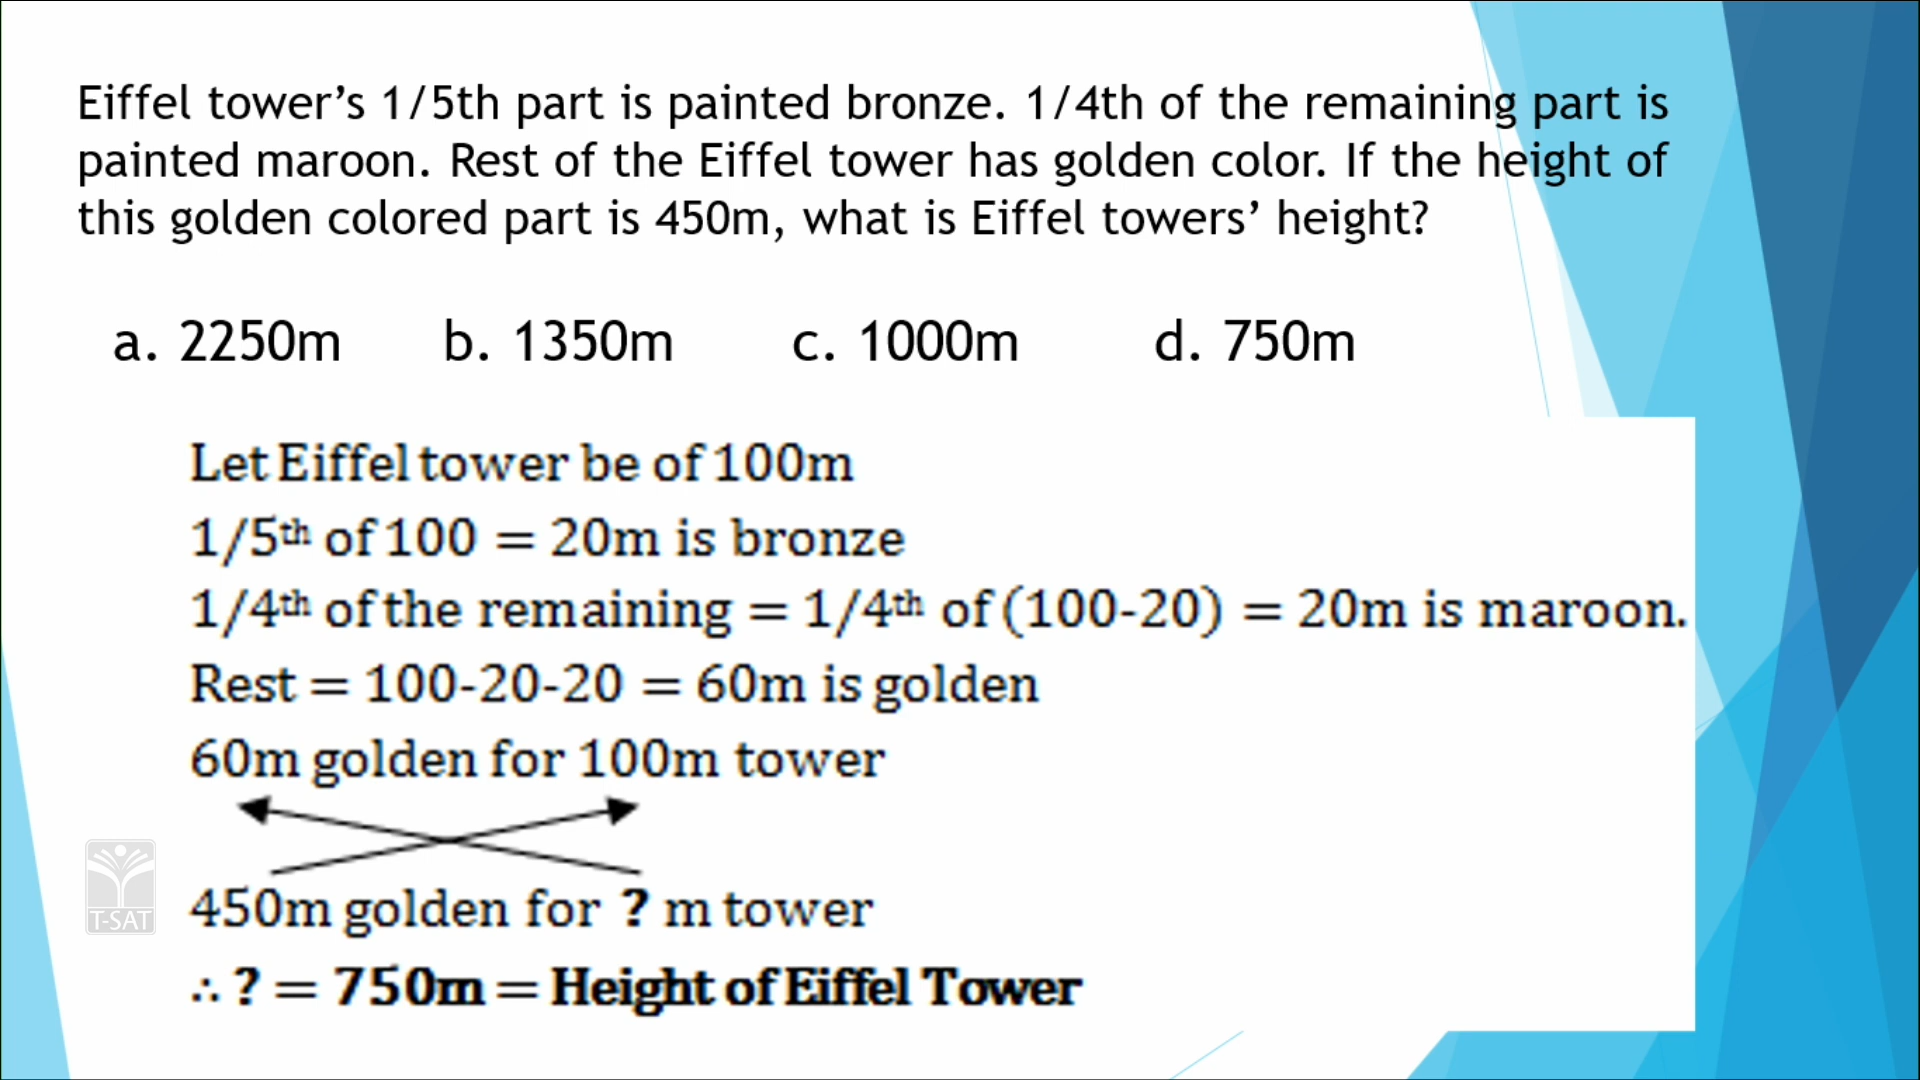 Eiffel tower’s 1/5th part is painted bronze. 1/4th of the remaining part is
painted maroon. Rest of the Eiffel tower has golden color. If the height of
this golden colored part is 450m, what is Eiffel towers’ height?
a. 2250m b. 1350m c. 1000m d. 750m
Let Eiffel tower be of 100m
1/5th of 100 = 20m is bronze
1/4th of the remaining = 1/4th of (100-20) = 20m is maroon.
Rest = 100-20-20 = 60m is golden
60m golden for 100m tower
450m golden for ? m tower
∴ ? = 750m = Height of Eiffel Tower
T-SAT